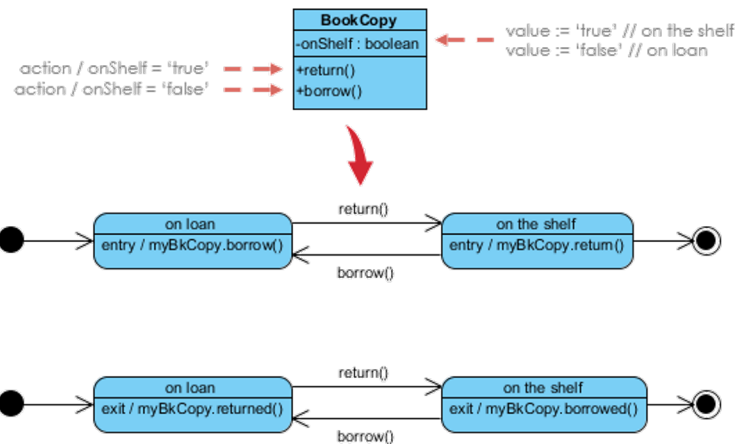 BookCopy
-onShelf : boolean
+return()
+borrow()
value := ‘true’ // on the shelf
value := ‘false’ // on loan
action / onShelf = ‘true’
action / onShelf = ‘false’
return()
on loan
entry / myBkCopy.borrow()
on the shelf
entry / myBkCopy.return()
borrow()
return()
on loan
exit / myBkCopy.returned()
on the shelf
exit / myBkCopy.borrowed()
borrow()